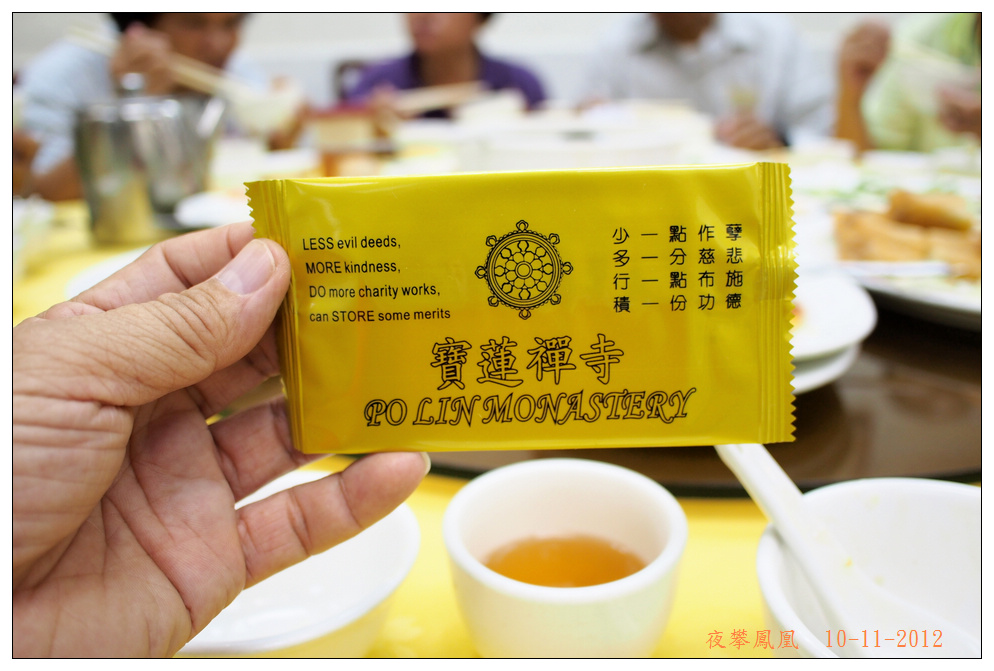 LESS evil deeds,
MORE kindness,
DO more charity works,
can STORE some merits
少一點作孽
多一分慈悲
行一點布施
積一份功德
寶蓮禪寺
PO LIN MONASTERY
夜攀鳳凰 10-11-2012